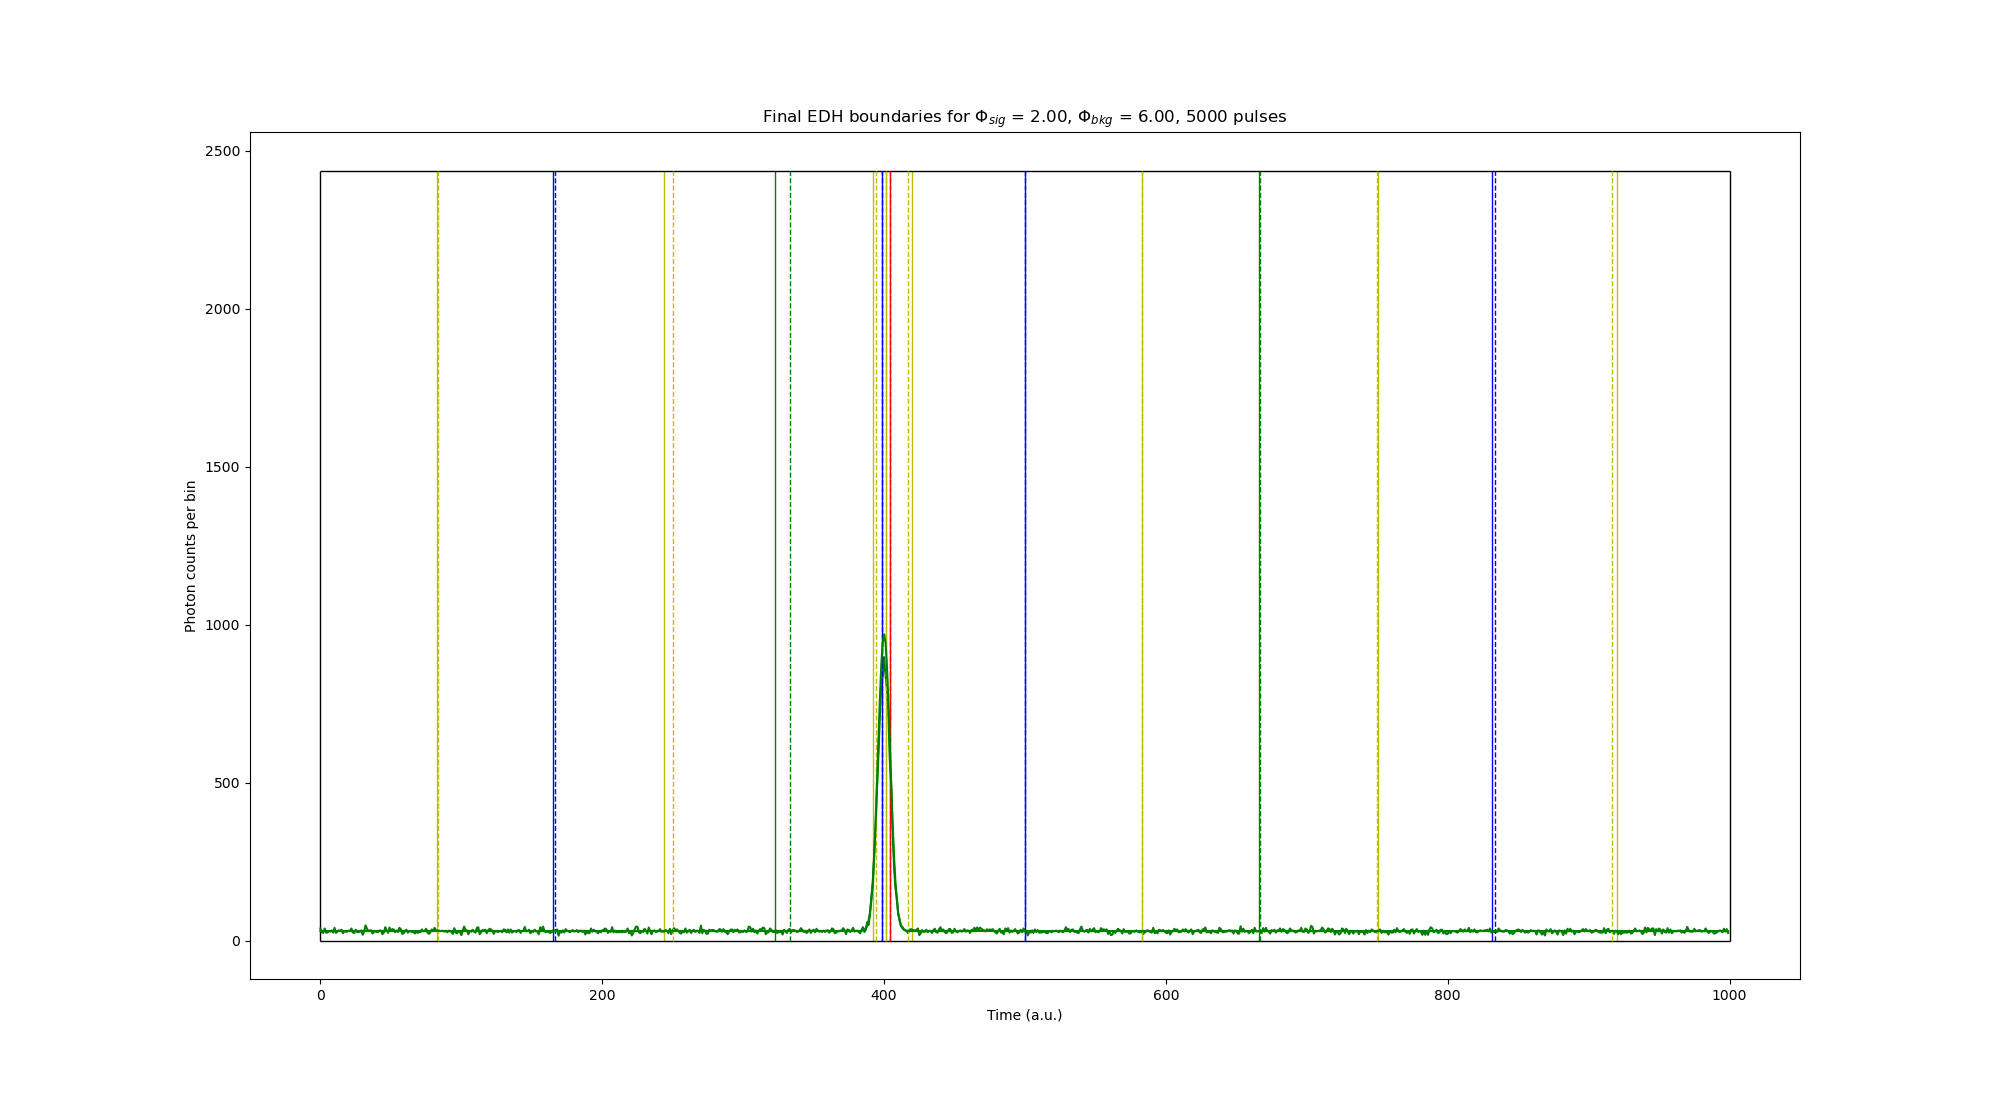 Final EDH boundaries for Φsig = 2.00, Φbkg = 6.00, 5000 pulses
2500
2000
1500
1000
500
0
Photon counts per bin
0 200 400 600 800 1000
Time (a.u.)